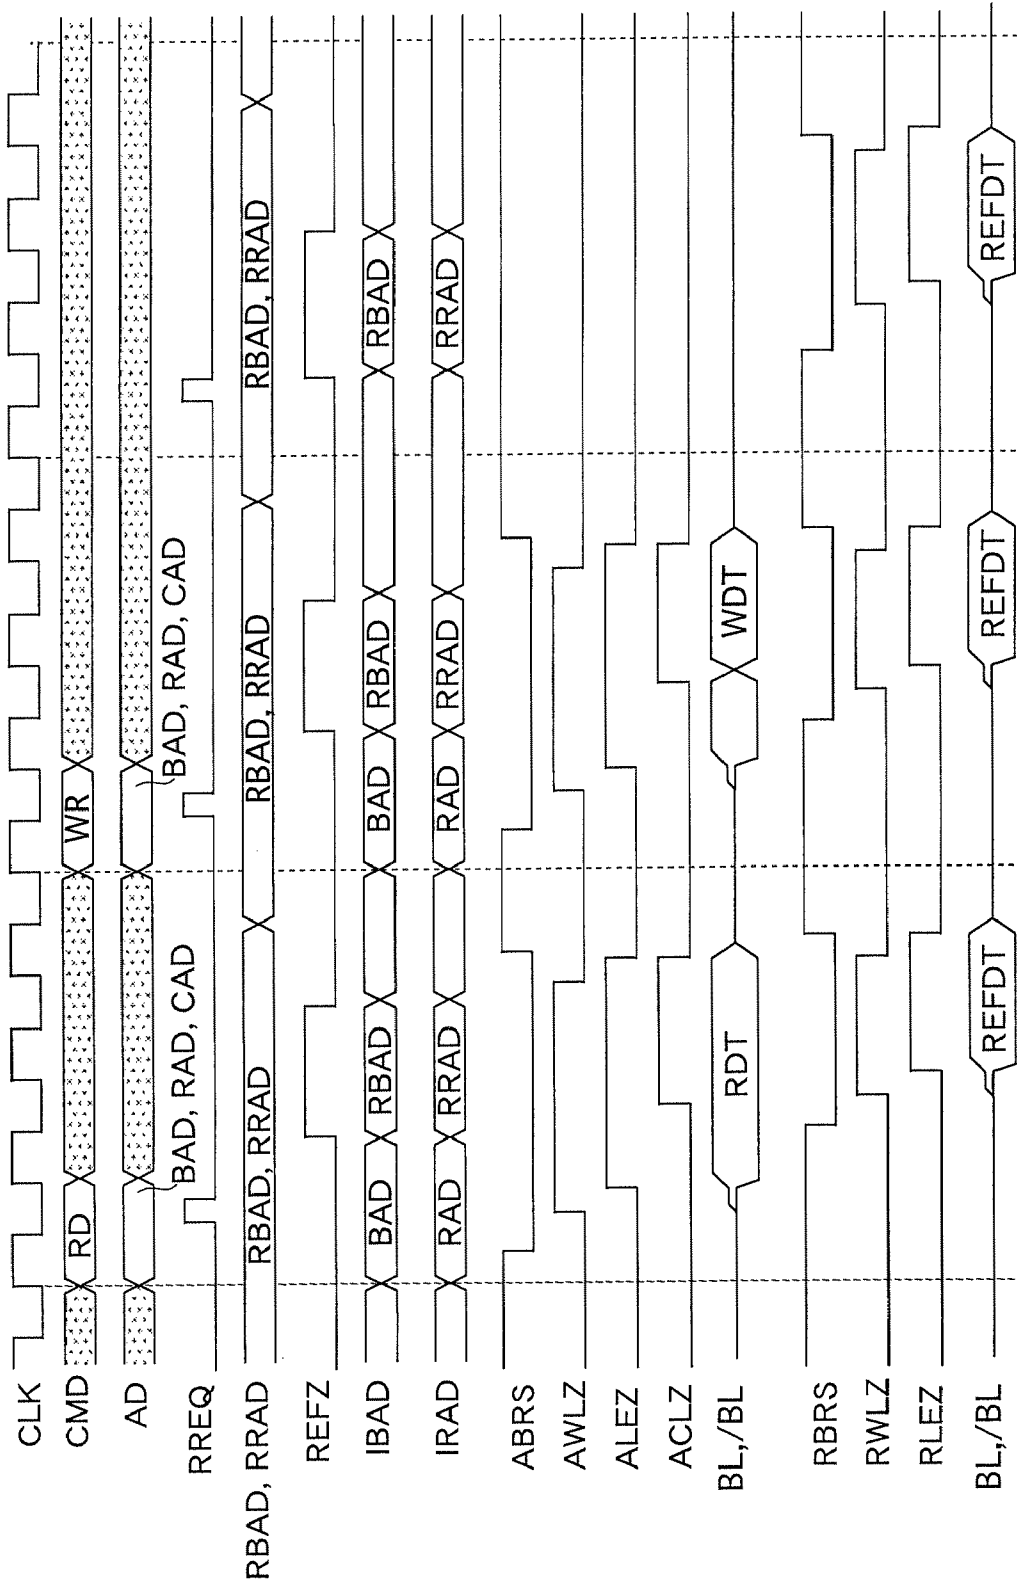 CLK
CMD RD WR
AD BAD, RAD, CAD BAD, RAD, CAD
RREQ
RBAD, RRAD RBAD, RRAD RBAD, RRAD RBAD, RRAD
REFZ
IBAD BAD RBAD BAD RBAD RBAD
IRAD RAD RRAD RAD RRAD RRAD
ABRS
AWLZ
ALEZ
ACLZ
BL,/BL RDT WDT
RBRS
RWLZ
RLEZ
BL,/BL REFDT REFDT REFDT